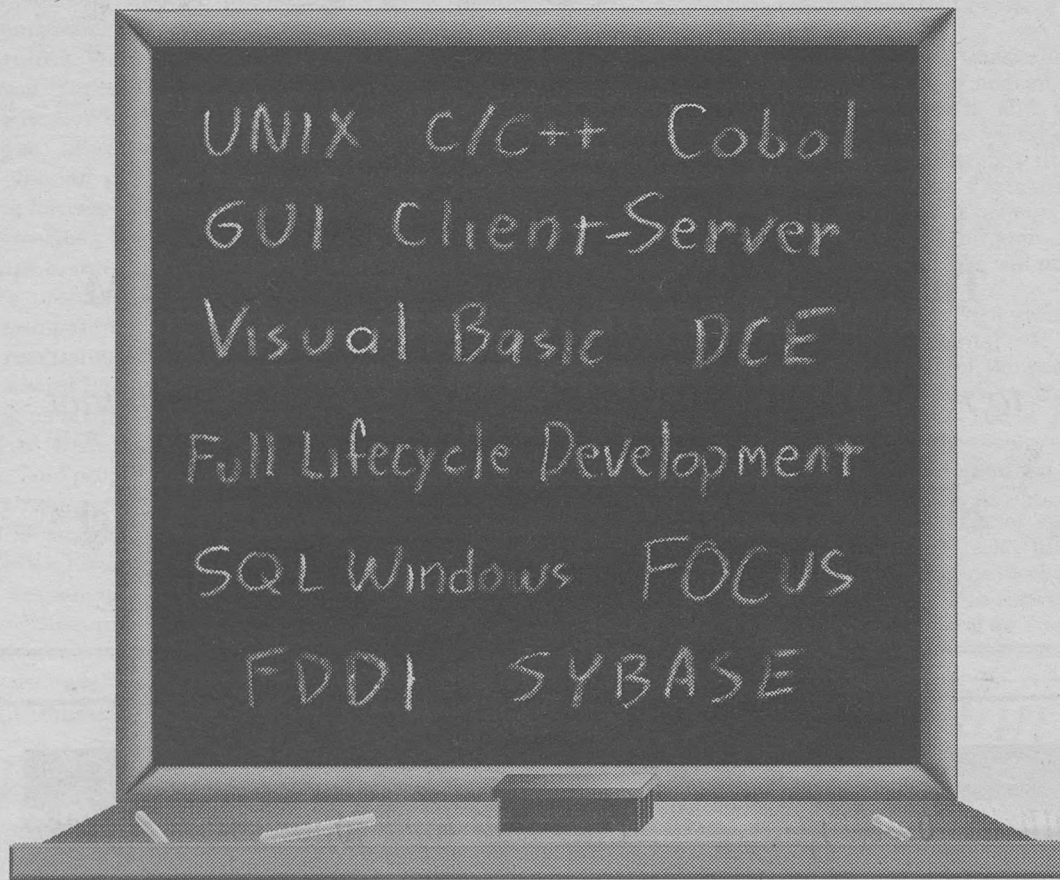 UNIX C/C++ Cobol
GUI Client-Server
Visual Basic DCE
Full Lifecycle Development
SQL Windows FOCUS
FDDI SYBASE